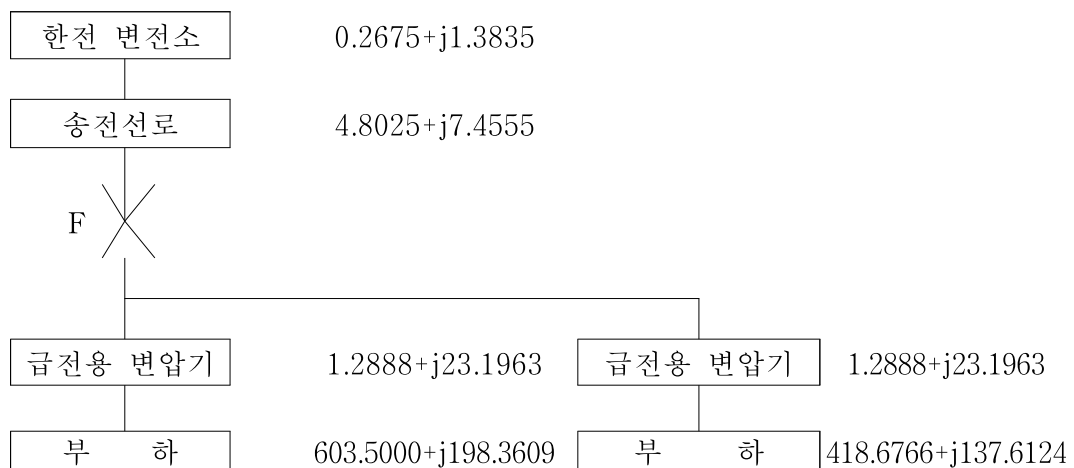 한전 변전소 0.2675+j1.3835
송전선로 4.8025+j7.4555
F
급전용 변압기 1.2888+j23.1963 급전용 변압기 1.2888+j23.1963
부 하 603.5000+j198.3609 부 하 418.6766+j137.6124